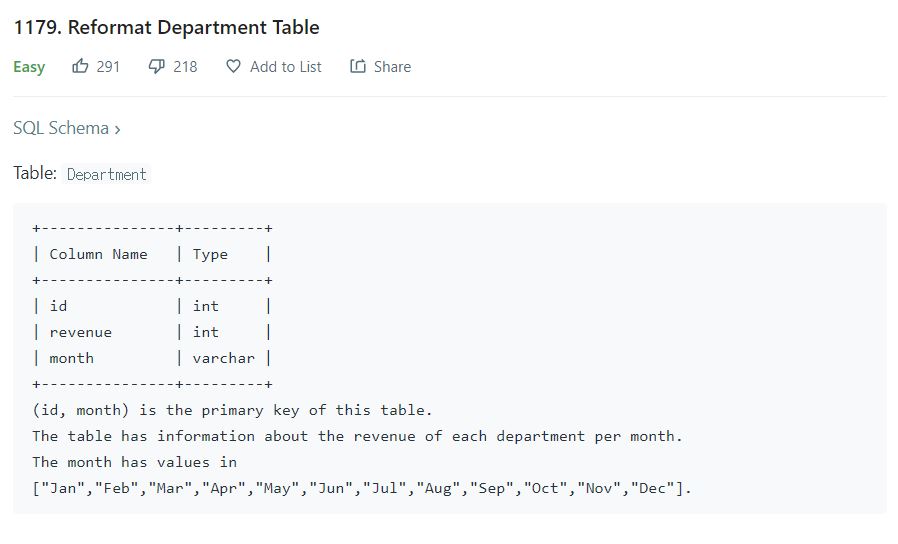 1179. Reformat Department Table
Easy 291 218 Add to List Share
SQL Schema ›
Table: Department
+---------------+---------+
| Column Name   | Type    |
+---------------+---------+
| id            | int     |
| revenue       | int     |
| month         | varchar |
+---------------+---------+
(id, month) is the primary key of this table.
The table has information about the revenue of each department per month.
The month has values in
["Jan","Feb","Mar","Apr","May","Jun","Jul","Aug","Sep","Oct","Nov","Dec"].